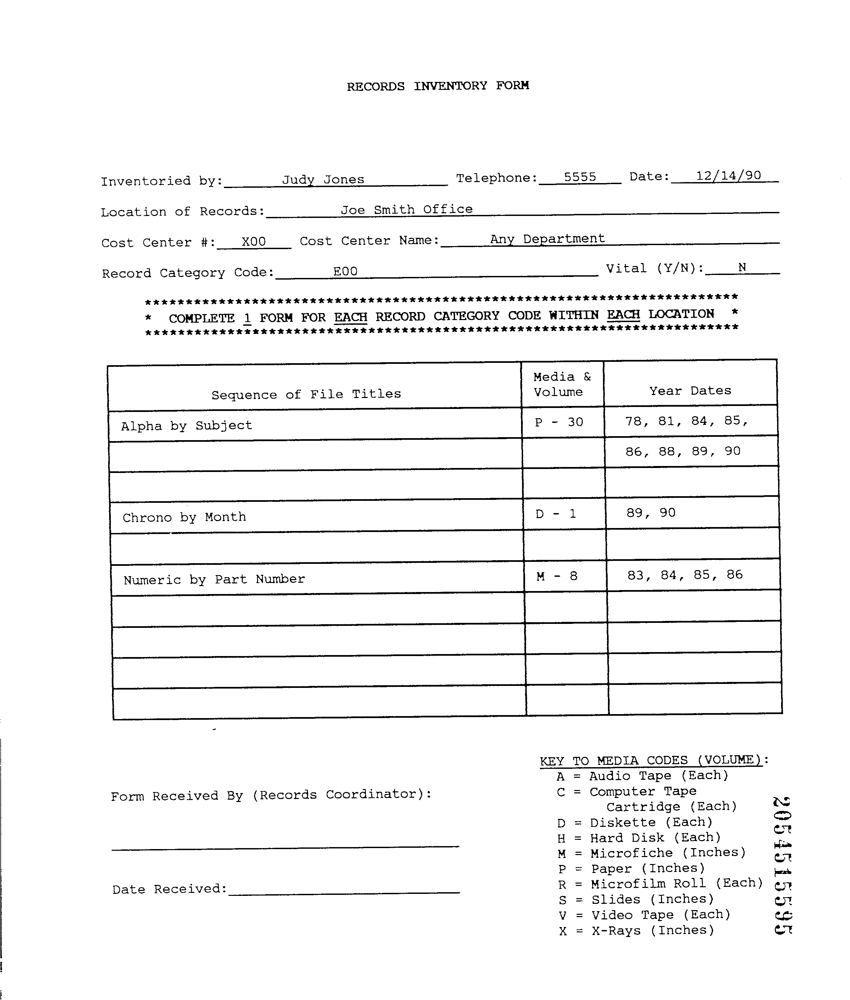 RECORDS INVENTORY FORM
Inventoried by: Judy Jones Telephone: 5555 Date: 12/14/90
Location of Records: Joe Smith Office
Cost Center #: X00 Cost Center Name: Any Department
Record Category Code: E00 Vital (Y/N): N
************************************************************************
* COMPLETE 1 FORM FOR EACH RECORD CATEGORY CODE WITHIN EACH LOCATION *
************************************************************************
Sequence of File Titles Media & Volume Year Dates
Alpha by Subject P - 30 78, 81, 84, 85,
86, 88, 89, 90
Chrono by Month D - 1 89, 90
Numeric by Part Number M - 8 83, 84, 85, 86
KEY TO MEDIA CODES (VOLUME):
A = Audio Tape (Each)
C = Computer Tape
Cartridge (Each)
D = Diskette (Each)
H = Hard Disk (Each)
M = Microfiche (Inches)
P = Paper (Inches)
R = Microfilm Roll (Each)
S = Slides (Inches)
V = Video Tape (Each)
X = X-Rays (Inches)
Form Received By (Records Coordinator):
Date Received:
2054515595